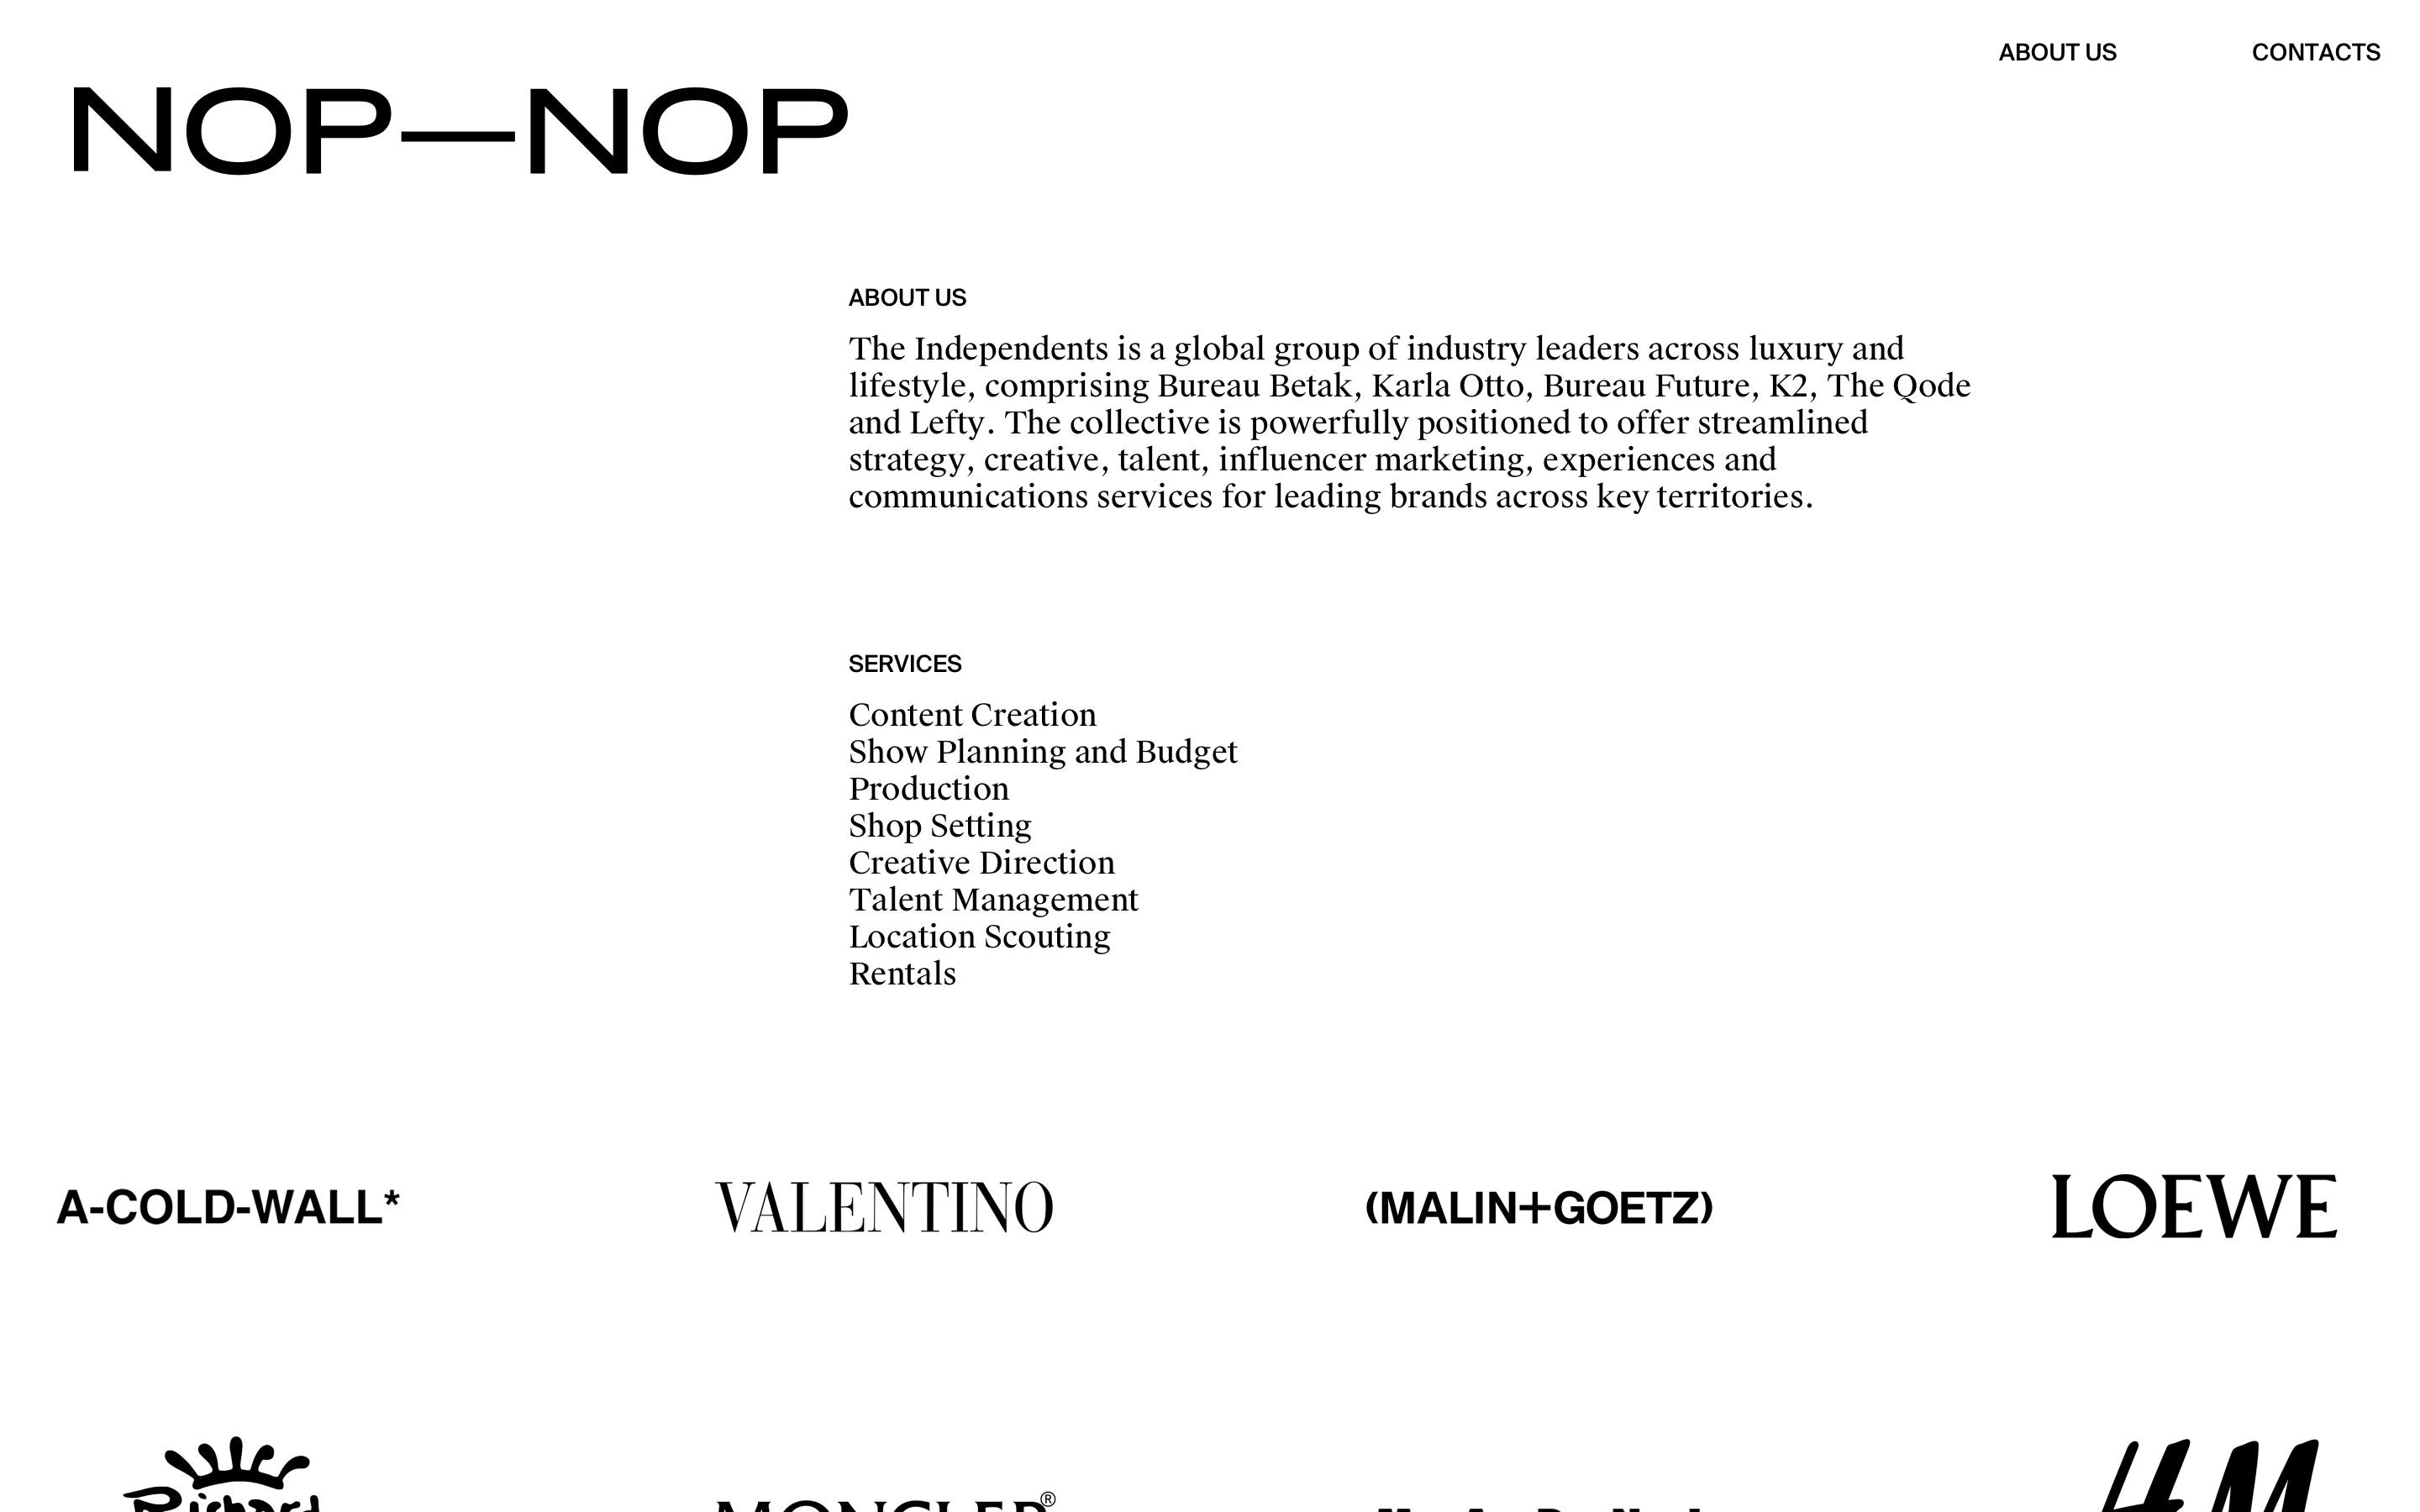 ABOUT US
CONTACTS
NOP—NOP
ABOUT US
The Independents is a global group of industry leaders across luxury and
lifestyle, comprising Bureau Betak, Karla Otto, Bureau Future, K2, The Qode
and Lefty. The collective is powerfully positioned to offer streamlined
strategy, creative, talent, influencer marketing, experiences and
communications services for leading brands across key territories.
SERVICES
Content Creation
Show Planning and Budget
Production
Shop Setting
Creative Direction
Talent Management
Location Scouting
Rentals
A-COLD-WALL*
VALENTINO
(MALIN+GOETZ)
LOEWE
Richard
MONCLER®